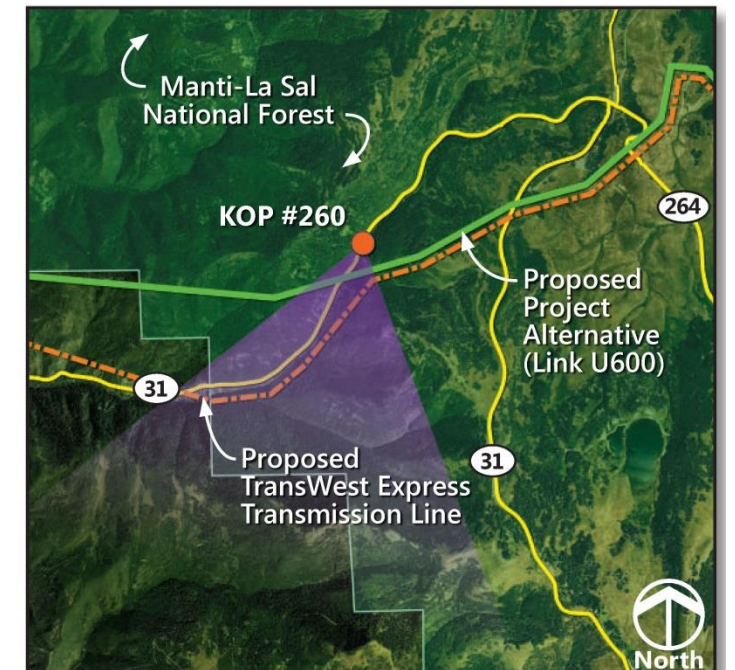 Manti-La Sal
National Forest
KOP #260
264
Proposed
Project
Alternative
(Link U600)
31
31
Proposed
TransWest Express
Transmission Line
North